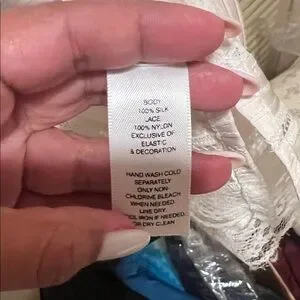 BODY
100% SILK
LACE
100% NYLON
EXCLUSIVE OF
ELASTIC
& DECORATION
HAND WASH COLD
SEPARATELY
ONLY NON-
CHLORINE BLEACH
WHEN NEEDED
LINE DRY
IRON IF NEEDED
OR DRY CLEAN